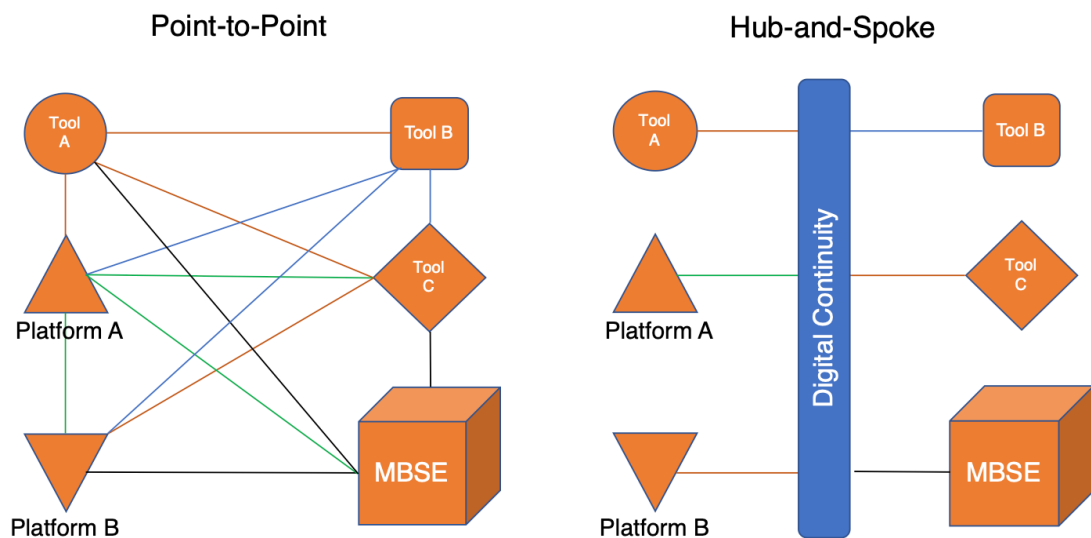 Point-to-Point
Tool
A
Tool B
Tool
C
Platform A
MBSE
Platform B
Hub-and-Spoke
Tool
A
Tool B
Digital Continuity
Tool
C
Platform A
MBSE
Platform B